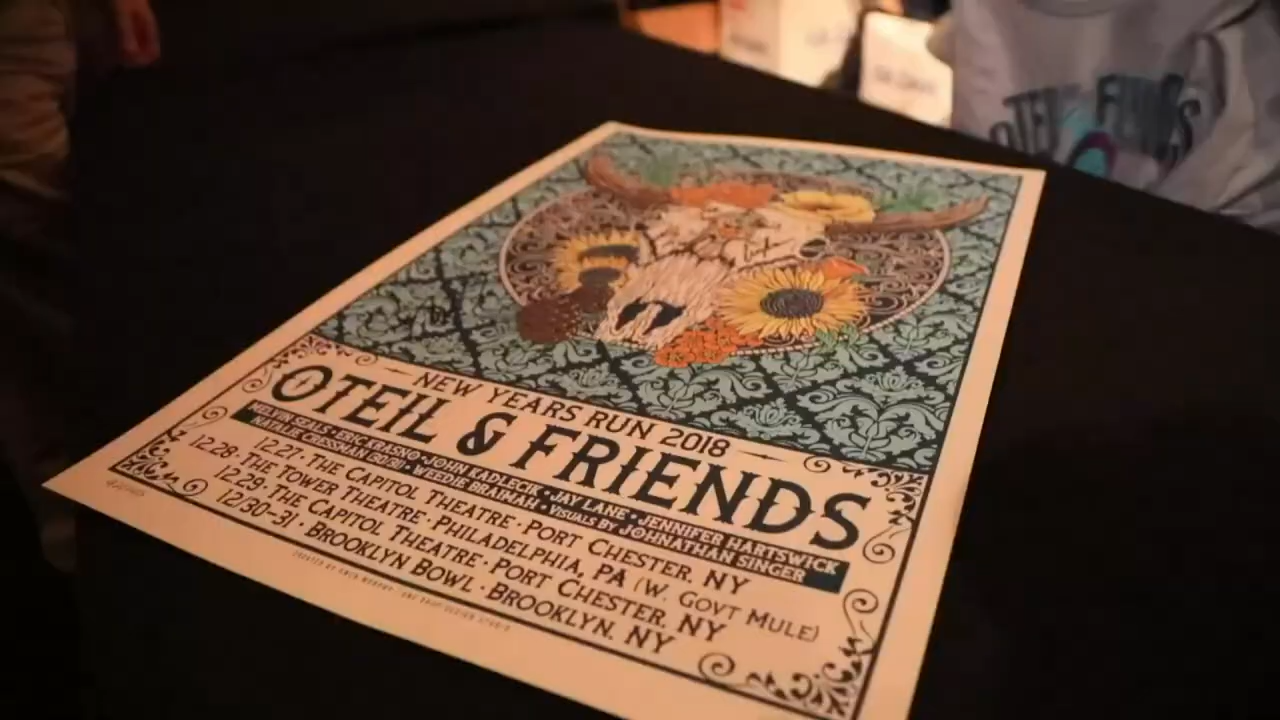 NEW YEARS RUN 2018
OTEIL & FRIENDS
MELVIN SEALS • ERIC KRASNO • JOHN KADLECIK • JAY LANE • JENNIFER HARTSWICK
NATALIE CRESSMAN (30/31) • WEEDIE BRAIMAH • VISUALS BY JOHNATHAN SINGER
12.27 • THE CAPITOL THEATRE • PORT CHESTER, NY
12.28 • THE TOWER THEATRE • PHILADELPHIA, PA (W. GOVT MULE)
12.29 • THE CAPITOL THEATRE • PORT CHESTER, NY
12/30-31 • BROOKLYN BOWL • BROOKLYN, NY